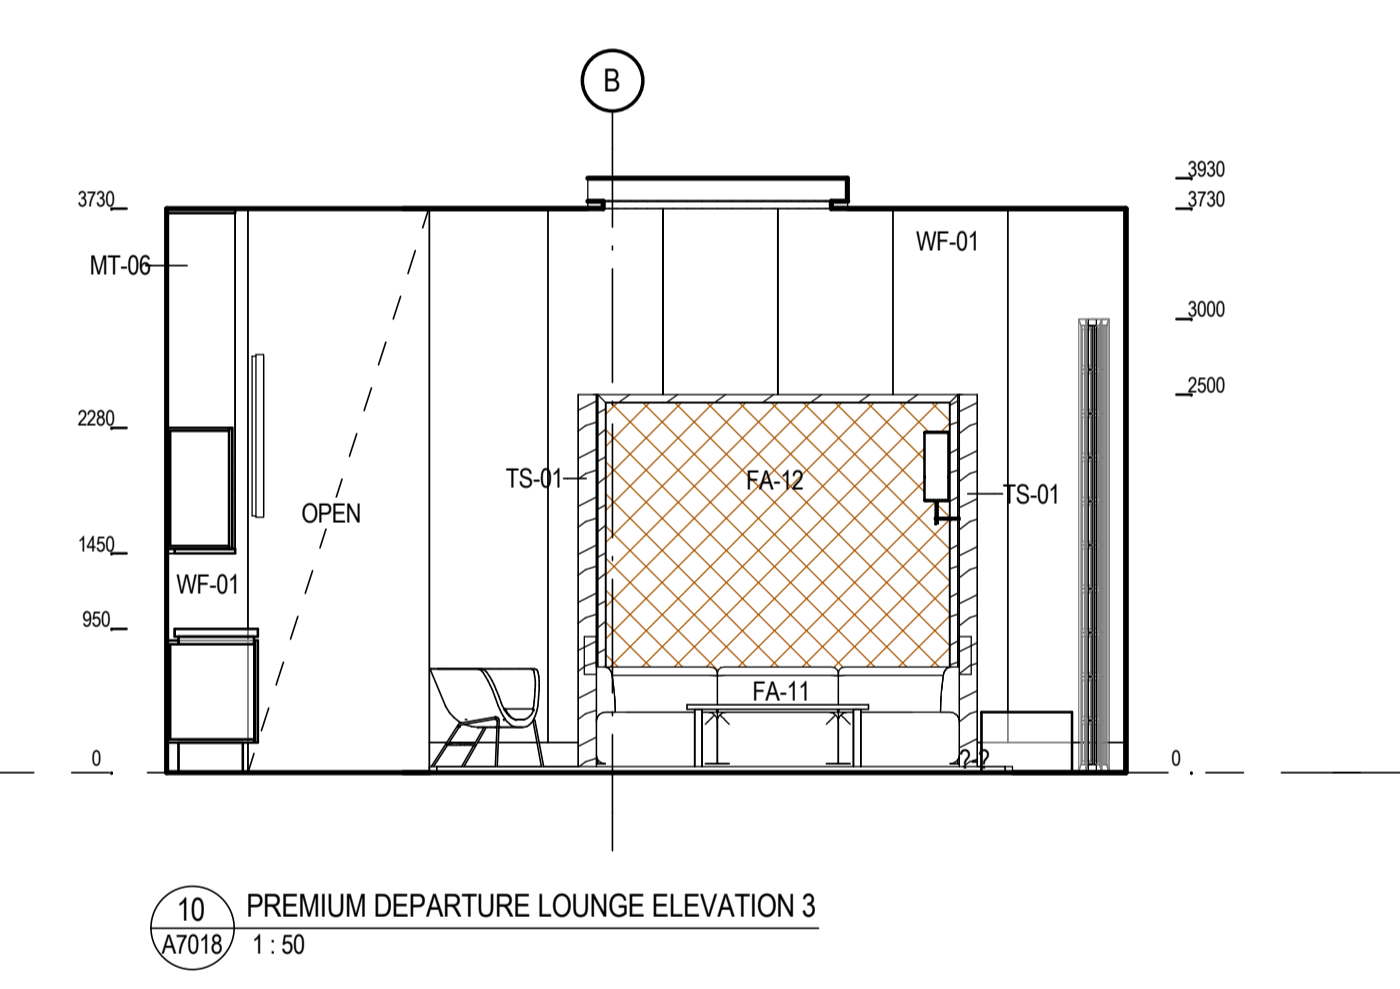 B
3930
3730
3730
WF-01
MT-06
3000
2500
2280
TS-01
FA-12
TS-01
OPEN
1450
WF-01
950
FA-11
0
? ?
0
10
PREMIUM DEPARTURE LOUNGE ELEVATION 3
A7018
1 : 50